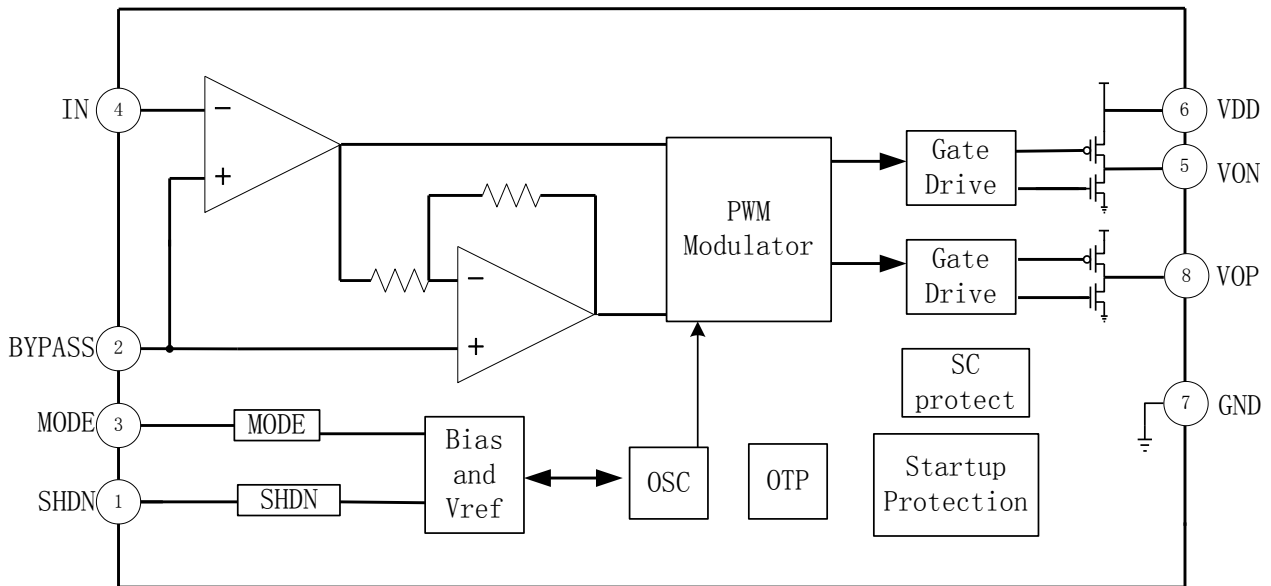 IN
4
−
+
BYPASS
2
−
+
PWM
Modulator
Gate
Drive
Gate
Drive
6
VDD
5
VON
8
VOP
7
GND
MODE
3
MODE
SHDN
1
SHDN
Bias
and
Vref
OSC
OTP
SC
protect
Startup
Protection